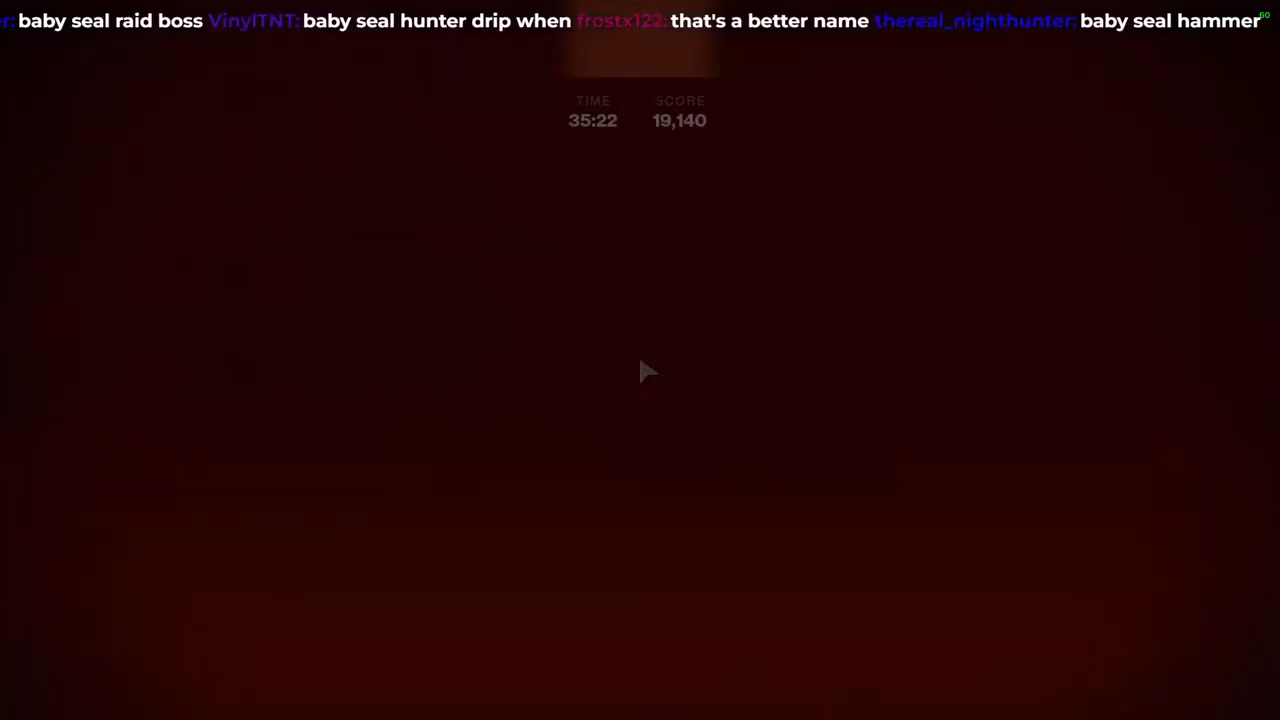 r: baby seal raid boss VinylTNT: baby seal hunter drip when frostx122: that's a better name thereal_nighthunter: baby seal hammer
60
TIME SCORE
35:22 19,140